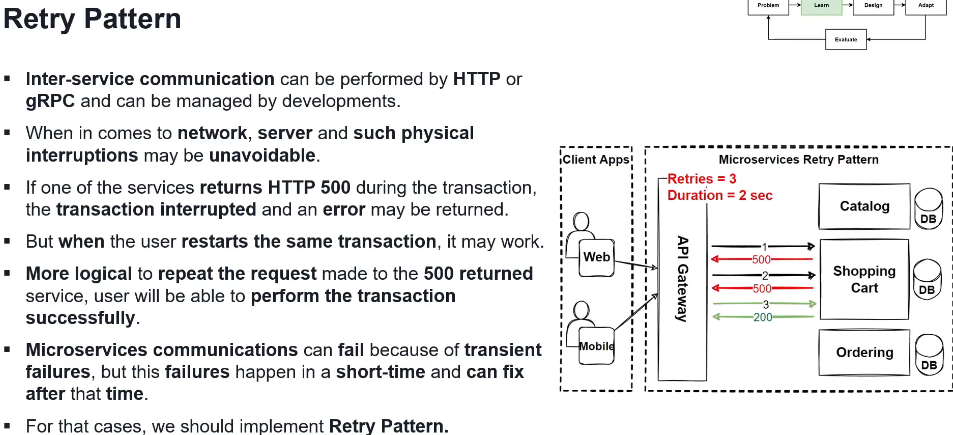 Retry Pattern
Problem
Learn
Design
Adapt
Evaluate
▪ Inter-service communication can be performed by HTTP or
gRPC and can be managed by developments.
▪ When in comes to network, server and such physical
interruptions may be unavoidable.
▪ If one of the services returns HTTP 500 during the transaction,
the transaction interrupted and an error may be returned.
▪ But when the user restarts the same transaction, it may work.
▪ More logical to repeat the request made to the 500 returned
service, user will be able to perform the transaction
successfully.
▪ Microservices communications can fail because of transient
failures, but this failures happen in a short-time and can fix
after that time.
▪ For that cases, we should implement Retry Pattern.
Client Apps
Web
Mobile
Microservices Retry Pattern
Retries = 3
Duration = 2 sec
API Gateway
1
500
2
500
3
200
Catalog
DB
Shopping
Cart
DB
Ordering
DB